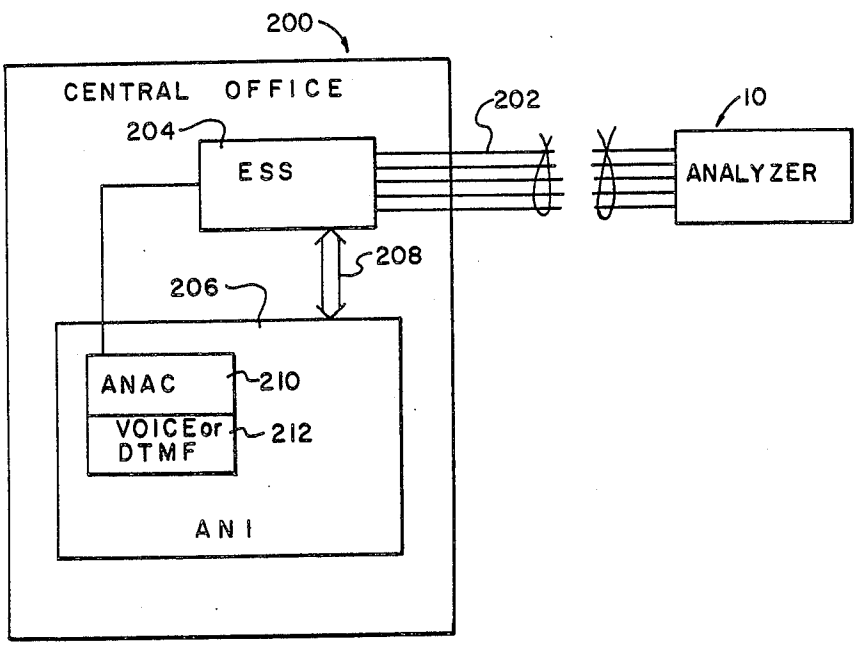 200
CENTRAL OFFICE
204
ESS
202
10
ANALYZER
208
206
ANAC
210
VOICE or
DTMF
212
ANI